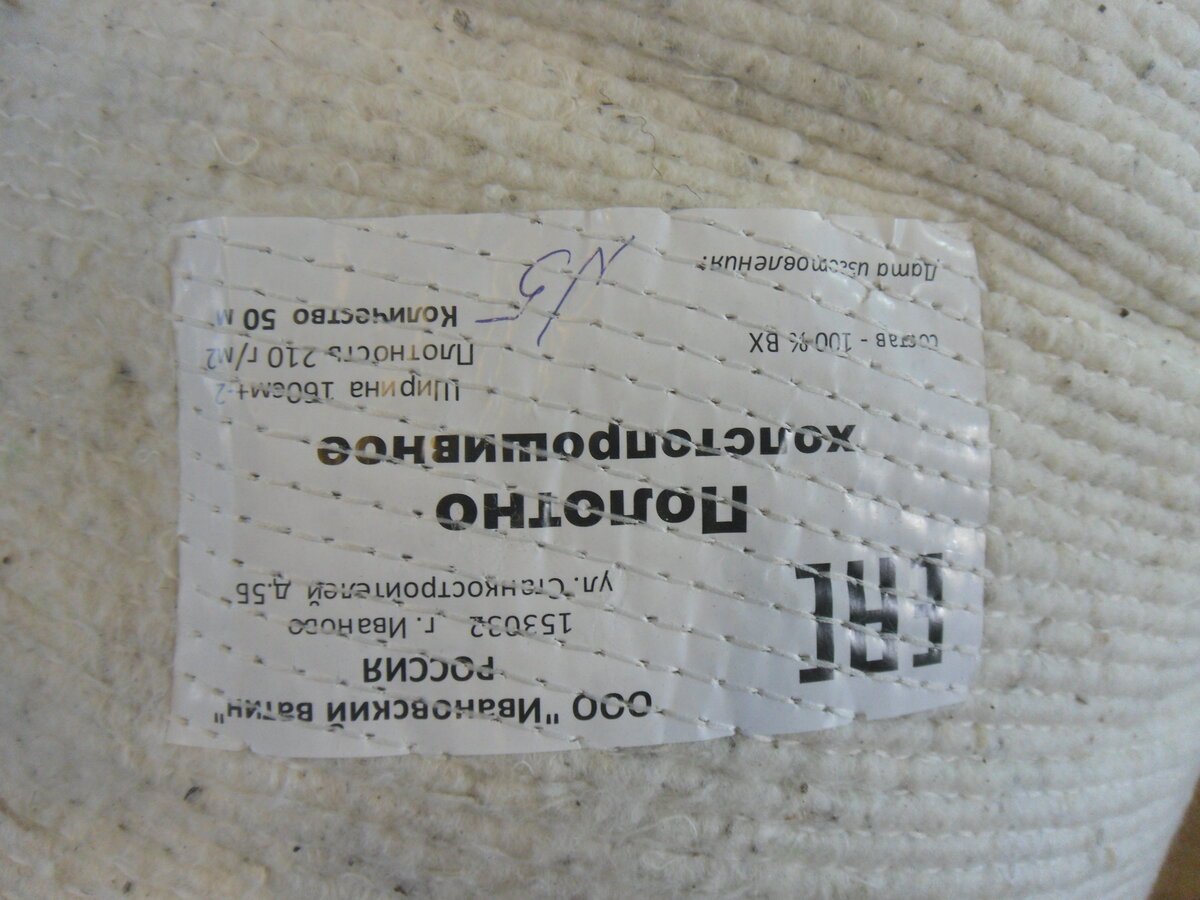 ООО "Ивановский ватин"
РОССИЯ
153032 г. Иваново
ул. Станкостроителей д.5Б
ЕАС
Полотно
холстопрошивное
Ширина 160см+-2
Плотность 210 г/м2
Количество 50 м
состав - 100 % ВХ
Дата изготовления: